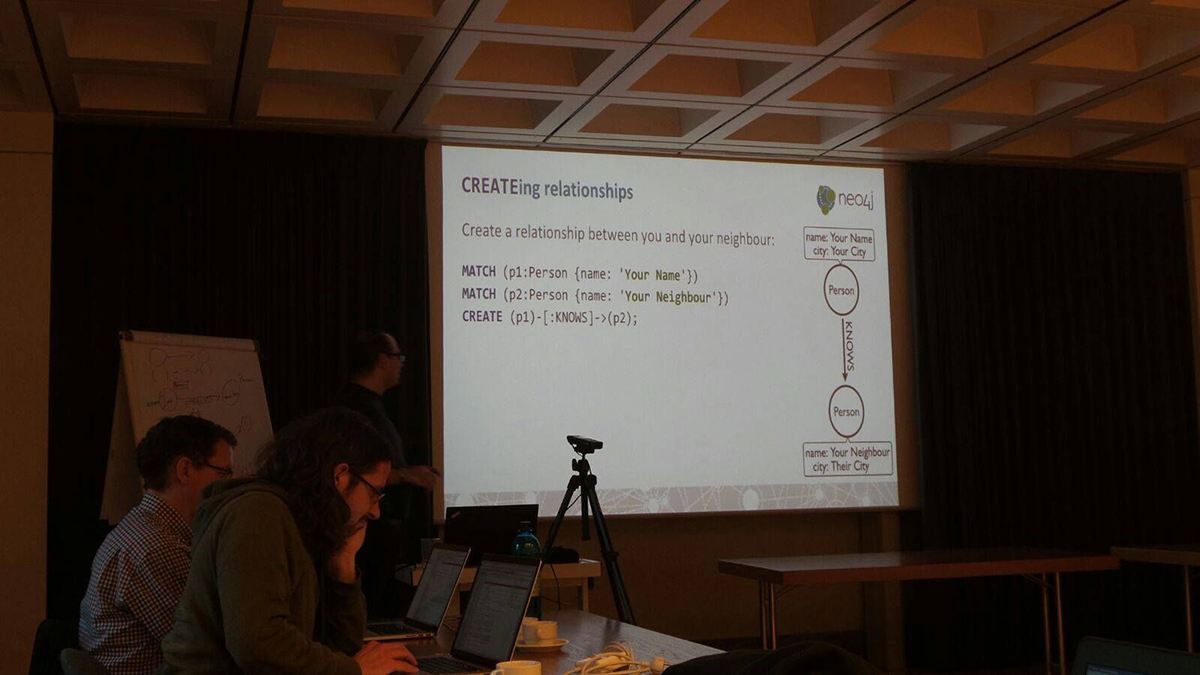 CREATEing relationships
neo4j
Create a relationship between you and your neighbour:
MATCH (p1:Person {name: 'Your Name'})
MATCH (p2:Person {name: 'Your Neighbour'})
CREATE (p1)-[:KNOWS]->(p2);
name: Your Name
city: Your City
Person
KNOWS
Person
name: Your Neighbour
city: Their City